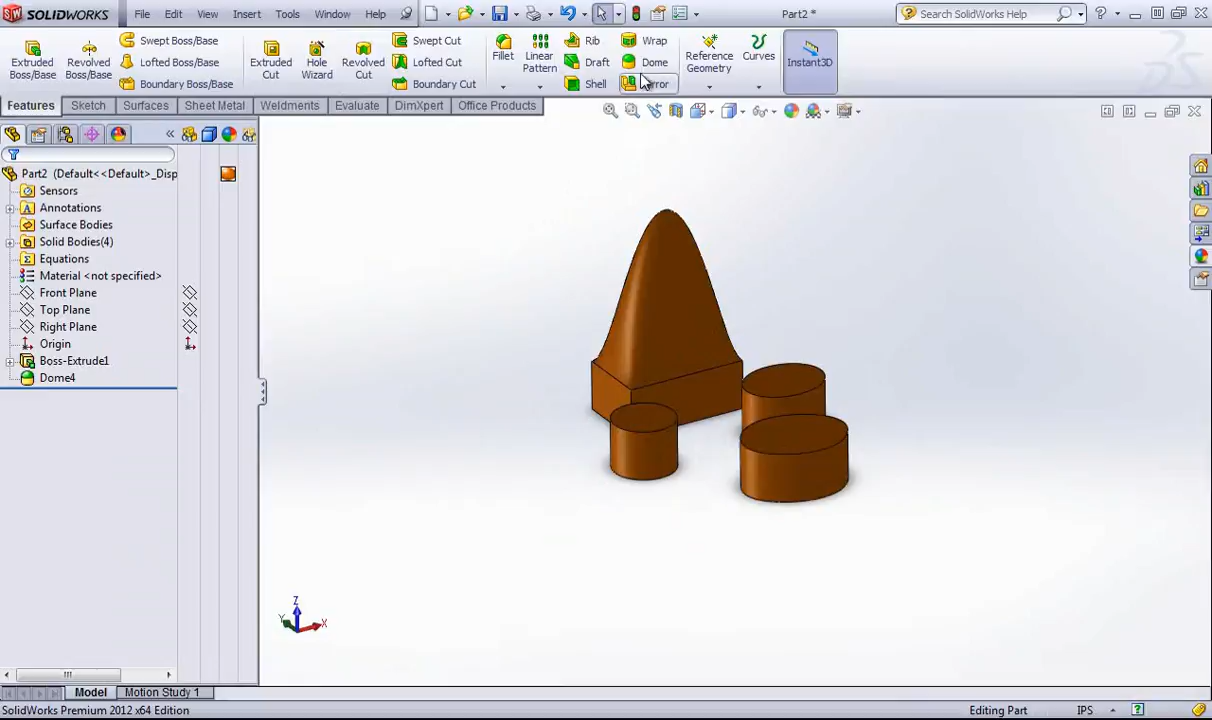 SOLIDWORKS File Edit View Insert Tools Window Help Part2 * Search SolidWorks Help
Extruded Boss/Base
Revolved Boss/Base
Swept Boss/Base
Lofted Boss/Base
Boundary Boss/Base
Extruded Cut
Hole Wizard
Revolved Cut
Swept Cut
Lofted Cut
Boundary Cut
Fillet
Linear Pattern
Rib
Draft
Shell
Wrap
Dome
Reference Geometry
Curves
Instant3D
Features Sketch Surfaces Sheet Metal Weldments Evaluate DimXpert Office Products
Part2 (Default<<Default>_Disp
Sensors
Annotations
Surface Bodies
Solid Bodies(4)
Equations
Material <not specified>
Front Plane
Top Plane
Right Plane
Origin
Boss-Extrude1
Dome4
Z
Y X
Model Motion Study 1
SolidWorks Premium 2012 x64 Edition Editing Part IPS